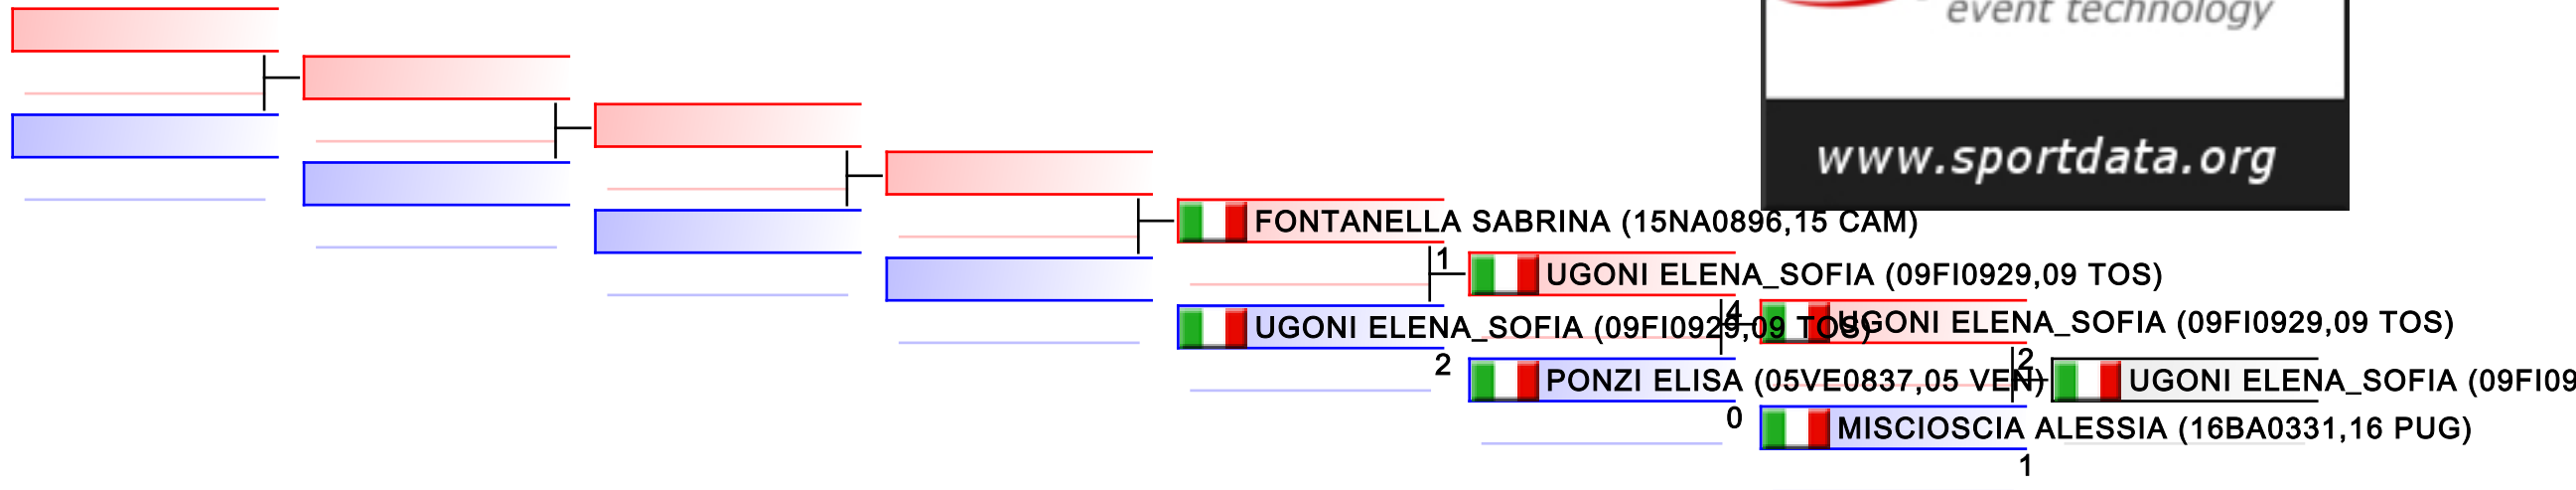 event technology
www.sportdata.org
FONTANELLA SABRINA (15NA0896,15 CAM)
1
UGONI ELENA_SOFIA (09FI0929,09 TOS)
4
UGONI ELENA_SOFIA (09FI0929,09 TOS)
UGONI ELENA_SOFIA (09FI0929,09 TOS)
2
2
PONZI ELISA (05VE0837,05 VEN)
UGONI ELENA_SOFIA (09FI09
0
MISCIOSCIA ALESSIA (16BA0331,16 PUG)
1